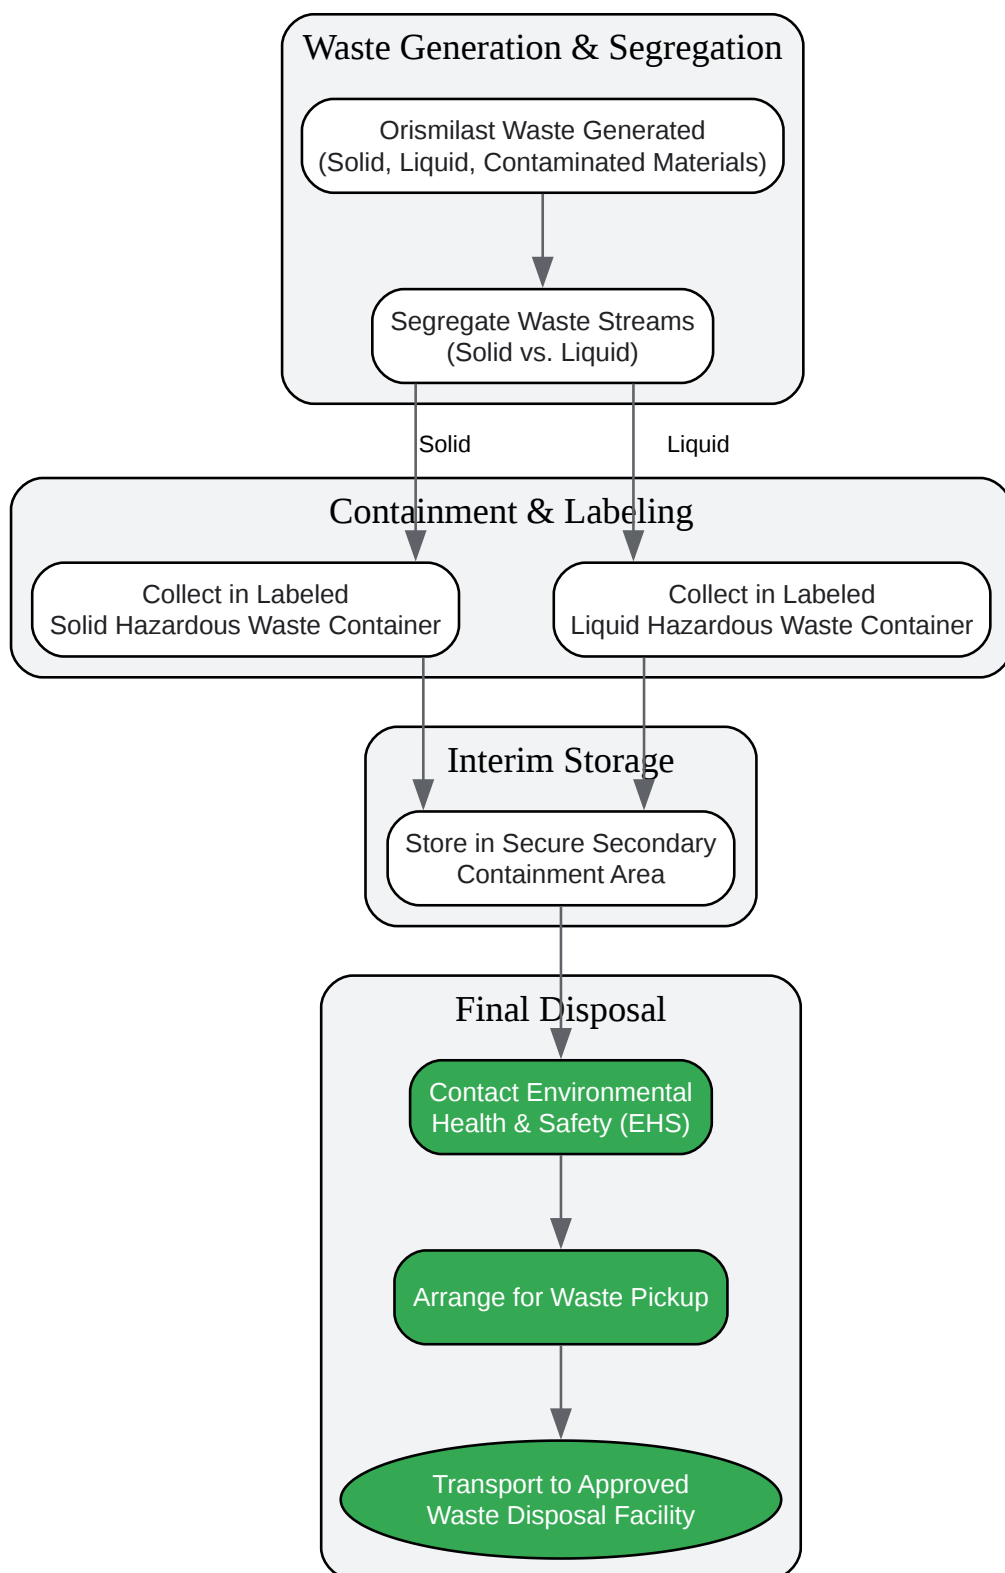 Waste Generation & Segregation
Orismilast Waste Generated
(Solid, Liquid, Contaminated Materials)
Segregate Waste Streams
(Solid vs. Liquid)
Solid
Liquid
Containment & Labeling
Collect in Labeled
Solid Hazardous Waste Container
Collect in Labeled
Liquid Hazardous Waste Container
Interim Storage
Store in Secure Secondary
Containment Area
Final Disposal
Contact Environmental
Health & Safety (EHS)
Arrange for Waste Pickup
Transport to Approved
Waste Disposal Facility